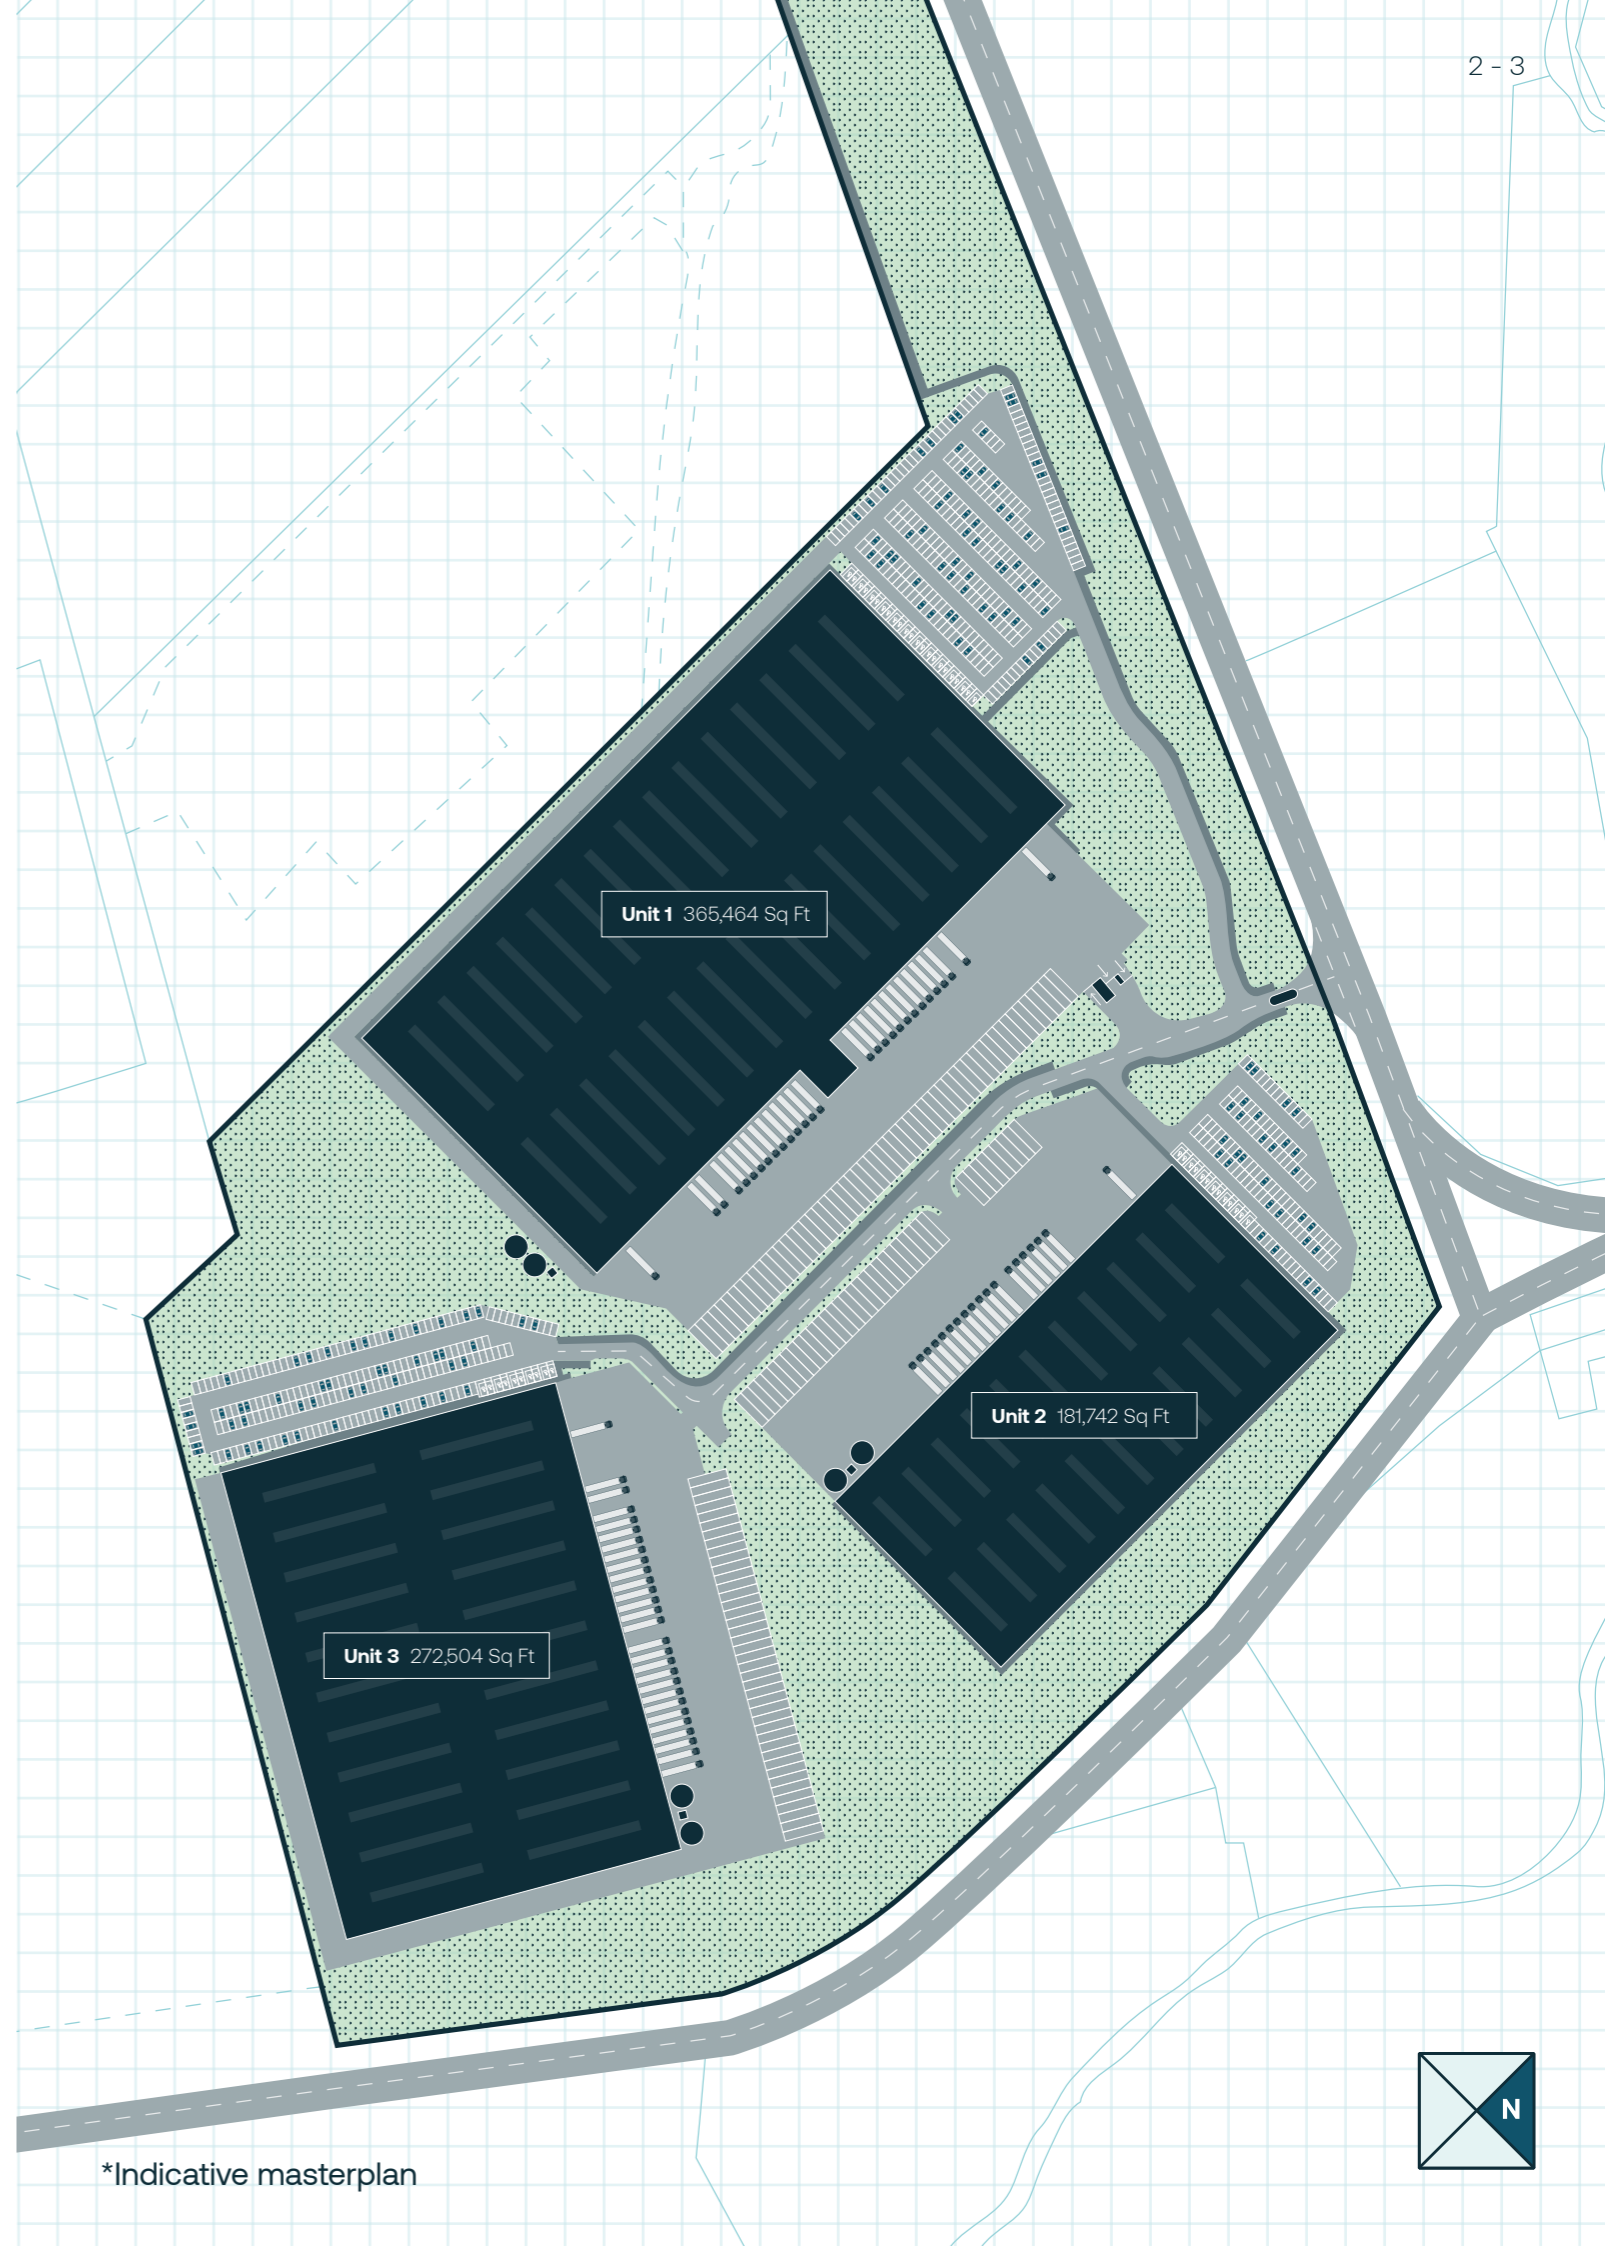 2 - 3
Unit 1 365,464 Sq Ft
Unit 2 181,742 Sq Ft
Unit 3 272,504 Sq Ft
N
*Indicative masterplan